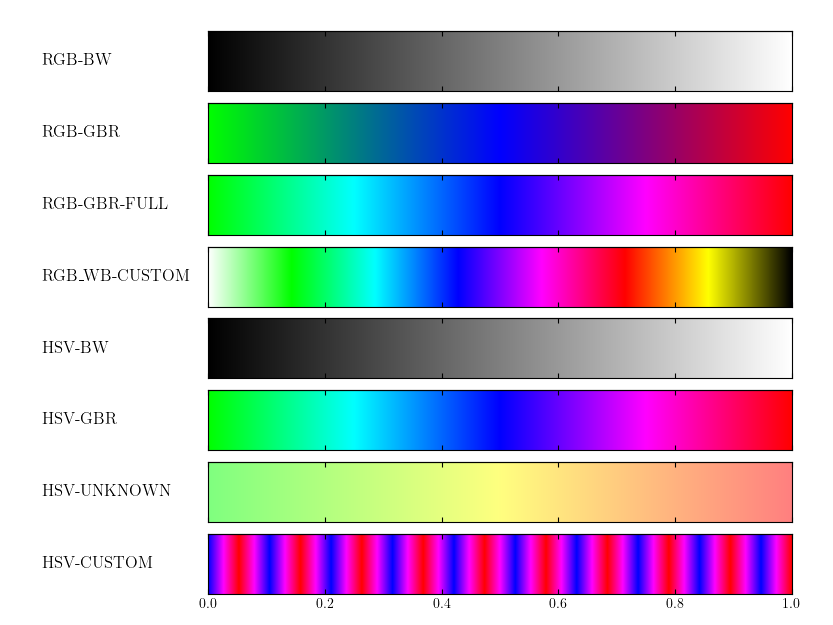 RGB-BW
RGB-GBR
RGB-GBR-FULL
RGB_WB-CUSTOM
HSV-BW
HSV-GBR
HSV-UNKNOWN
HSV-CUSTOM
0.0 0.2 0.4 0.6 0.8 1.0